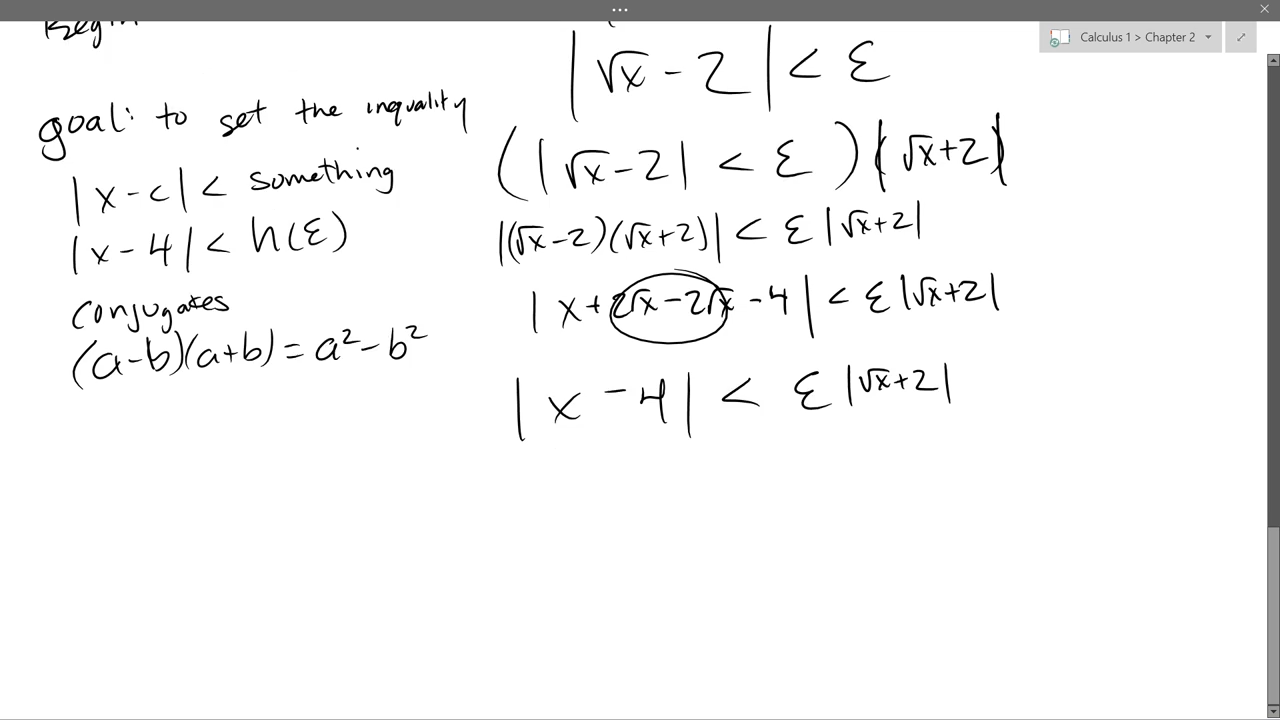 Begin
goal: to set the inequality
|x - c| < something
|x - 4| < h(ε)
conjugates
(a-b)(a+b) = a² - b²
|√x - 2| < ε
(|√x - 2| < ε)|√x+2|
|(√x - 2)(√x+2)| < ε|√x+2|
|x + 2√x - 2√x - 4| < ε|√x+2|
|x - 4| < ε|√x+2|
Calculus 1 > Chapter 2